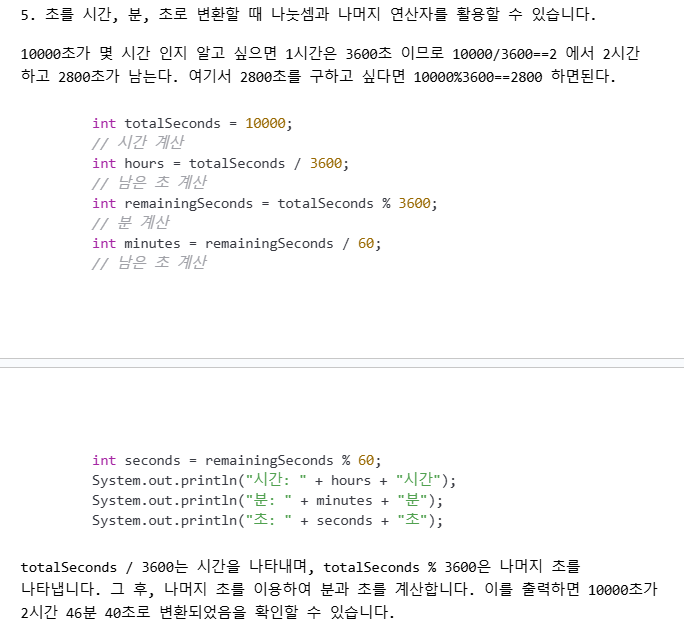 5. 초를 시간, 분, 초로 변환할 때 나눗셈과 나머지 연산자를 활용할 수 있습니다.
10000초가 몇 시간 인지 알고 싶으면 1시간은 3600초 이므로 10000/3600==2 에서 2시간
하고 2800초가 남는다. 여기서 2800초를 구하고 싶다면 10000%3600==2800 하면된다.
int totalSeconds = 10000;
// 시간 계산
int hours = totalSeconds / 3600;
// 남은 초 계산
int remainingSeconds = totalSeconds % 3600;
// 분 계산
int minutes = remainingSeconds / 60;
// 남은 초 계산
int seconds = remainingSeconds % 60;
System.out.println("시간: " + hours + "시간");
System.out.println("분: " + minutes + "분");
System.out.println("초: " + seconds + "초");
totalSeconds / 3600는 시간을 나타내며, totalSeconds % 3600은 나머지 초를
나타냅니다. 그 후, 나머지 초를 이용하여 분과 초를 계산합니다. 이를 출력하면 10000초가
2시간 46분 40초로 변환되었음을 확인할 수 있습니다.